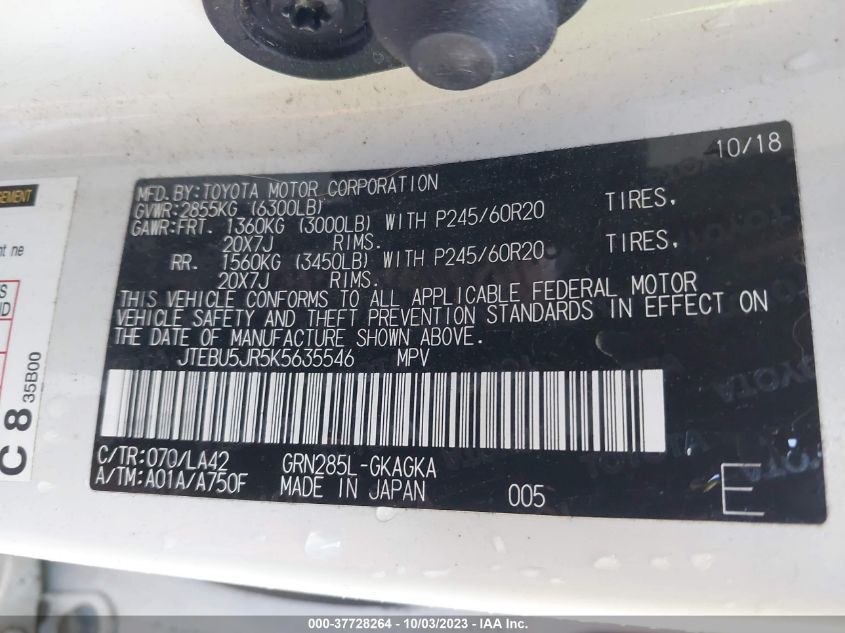 10/18
MFD.BY:TOYOTA MOTOR CORPORATION
GVWR:2855KG (6300LB)
GAWR:FRT. 1360KG (3000LB) WITH P245/60R20 TIRES,
20X7J RIMS.
RR. 1560KG (3450LB) WITH P245/60R20 TIRES,
20X7J RIMS.
THIS VEHICLE CONFORMS TO ALL APPLICABLE FEDERAL MOTOR
VEHICLE SAFETY AND THEFT PREVENTION STANDARDS IN EFFECT ON
THE DATE OF MANUFACTURE SHOWN ABOVE.
JTEBU5JR5K5635546 MPV
C/TR:070/LA42 GRN285L-GKAGKA
A/TM:A01A/A750F MADE IN JAPAN 005 E
C 8 35B00
000-37728264 - 10/03/2023 - IAA Inc.